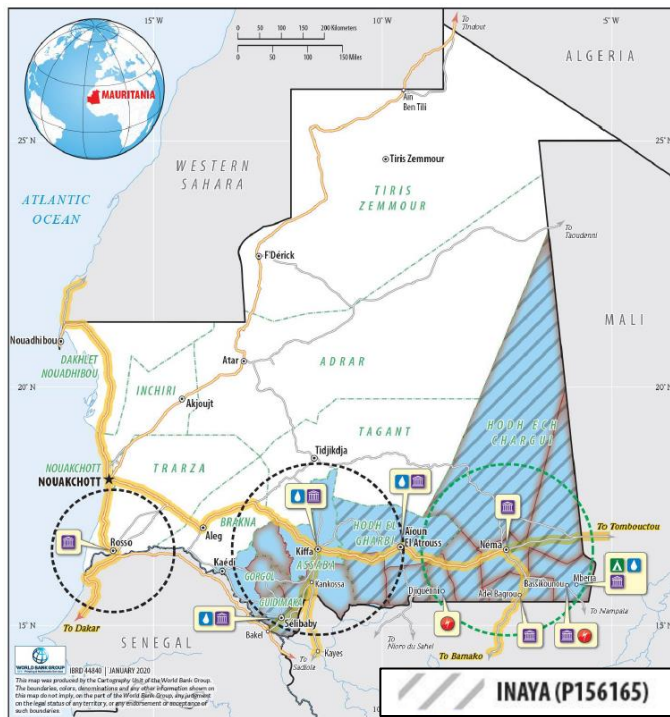 15°W
10°W
5°W
0 50 100 150 200 Kilometers
0 50 100 150 Miles
To
Tindouf
ALGERIA
MAURITANIA
Ain
Ben Tili
25°N
25°N
WESTERN
SAHARA
Tiris Zemmour
TIRIS
ZEMMOUR
ATLANTIC
OCEAN
To
Taoudenni
F'Dérick
MALI
Nouadhibou
DAKHLET
NOUADHIBOU
Atar
ADRAR
20°N
20°N
INCHIRI
Akjoujt
HODH ECH
CHARGUI
TAGANT
Tidjikdja
NOUAKCHOTT
NOUAKCHOTT
TRARZA
BRAKNA
Aleg
HODH EL
GHARBI
Aïoun
El Atrouss
Nemâ
To Tombouctou
Rosso
Kiffa
ASSABA
Kaédi
GORGOL
Kankossa
Bassikounou
Mberra
GUIDIMAKA
Djiguenni
Adel Bagrou
Sélibaby
15°N
15°N
To Dakar
SENEGAL
Bakel
To
Nioro du Sahel
To
Nampala
To
Sadiola
Kayes
To Bamako
WORLD BANK GROUP
IBRD 44840 | JANUARY 2020
This map was produced by the Cartography Unit of the World Bank Group.
The boundaries, colors, denominations and any other information shown on
this map do not imply, on the part of the World Bank Group, any judgment
on the legal status of any territory, or any endorsement or acceptance of
such boundaries.
INAYA (P156165)